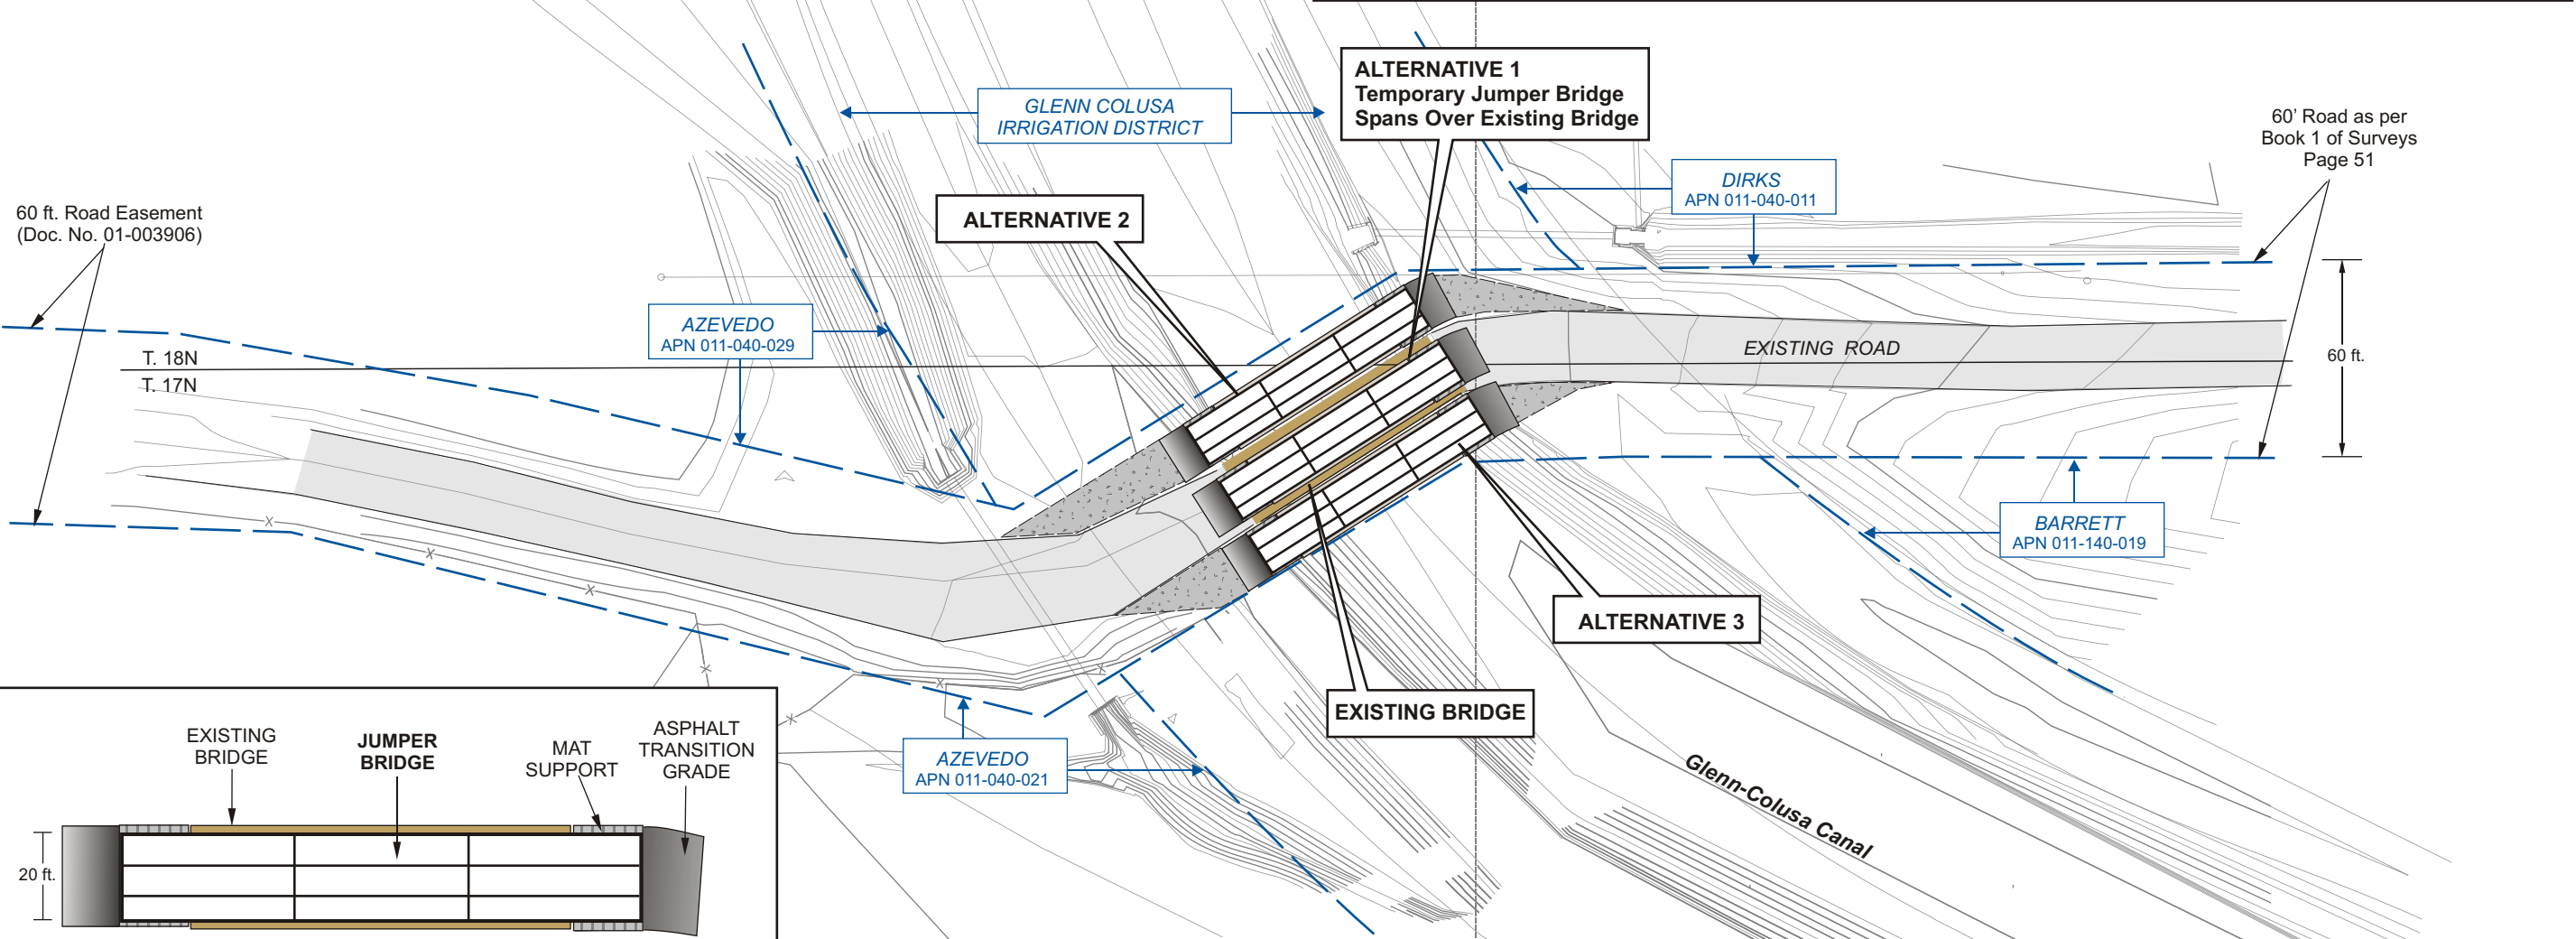 ALTERNATIVE 1
Temporary Jumper Bridge
Spans Over Existing Bridge
GLENN COLUSA
IRRIGATION DISTRICT
60’ Road as per
Book 1 of Surveys
Page 51
DIRKS
APN 011-040-011
60 ft. Road Easement
(Doc. No. 01-003906)
ALTERNATIVE 2
AZEVEDO
APN 011-040-029
T. 18N
T. 17N
EXISTING ROAD
60 ft.
BARRETT
APN 011-140-019
ALTERNATIVE 3
EXISTING BRIDGE
AZEVEDO
APN 011-040-021
Glenn-Colusa Canal
EXISTING
BRIDGE
JUMPER
BRIDGE
MAT
SUPPORT
ASPHALT
TRANSITION
GRADE
20 ft.